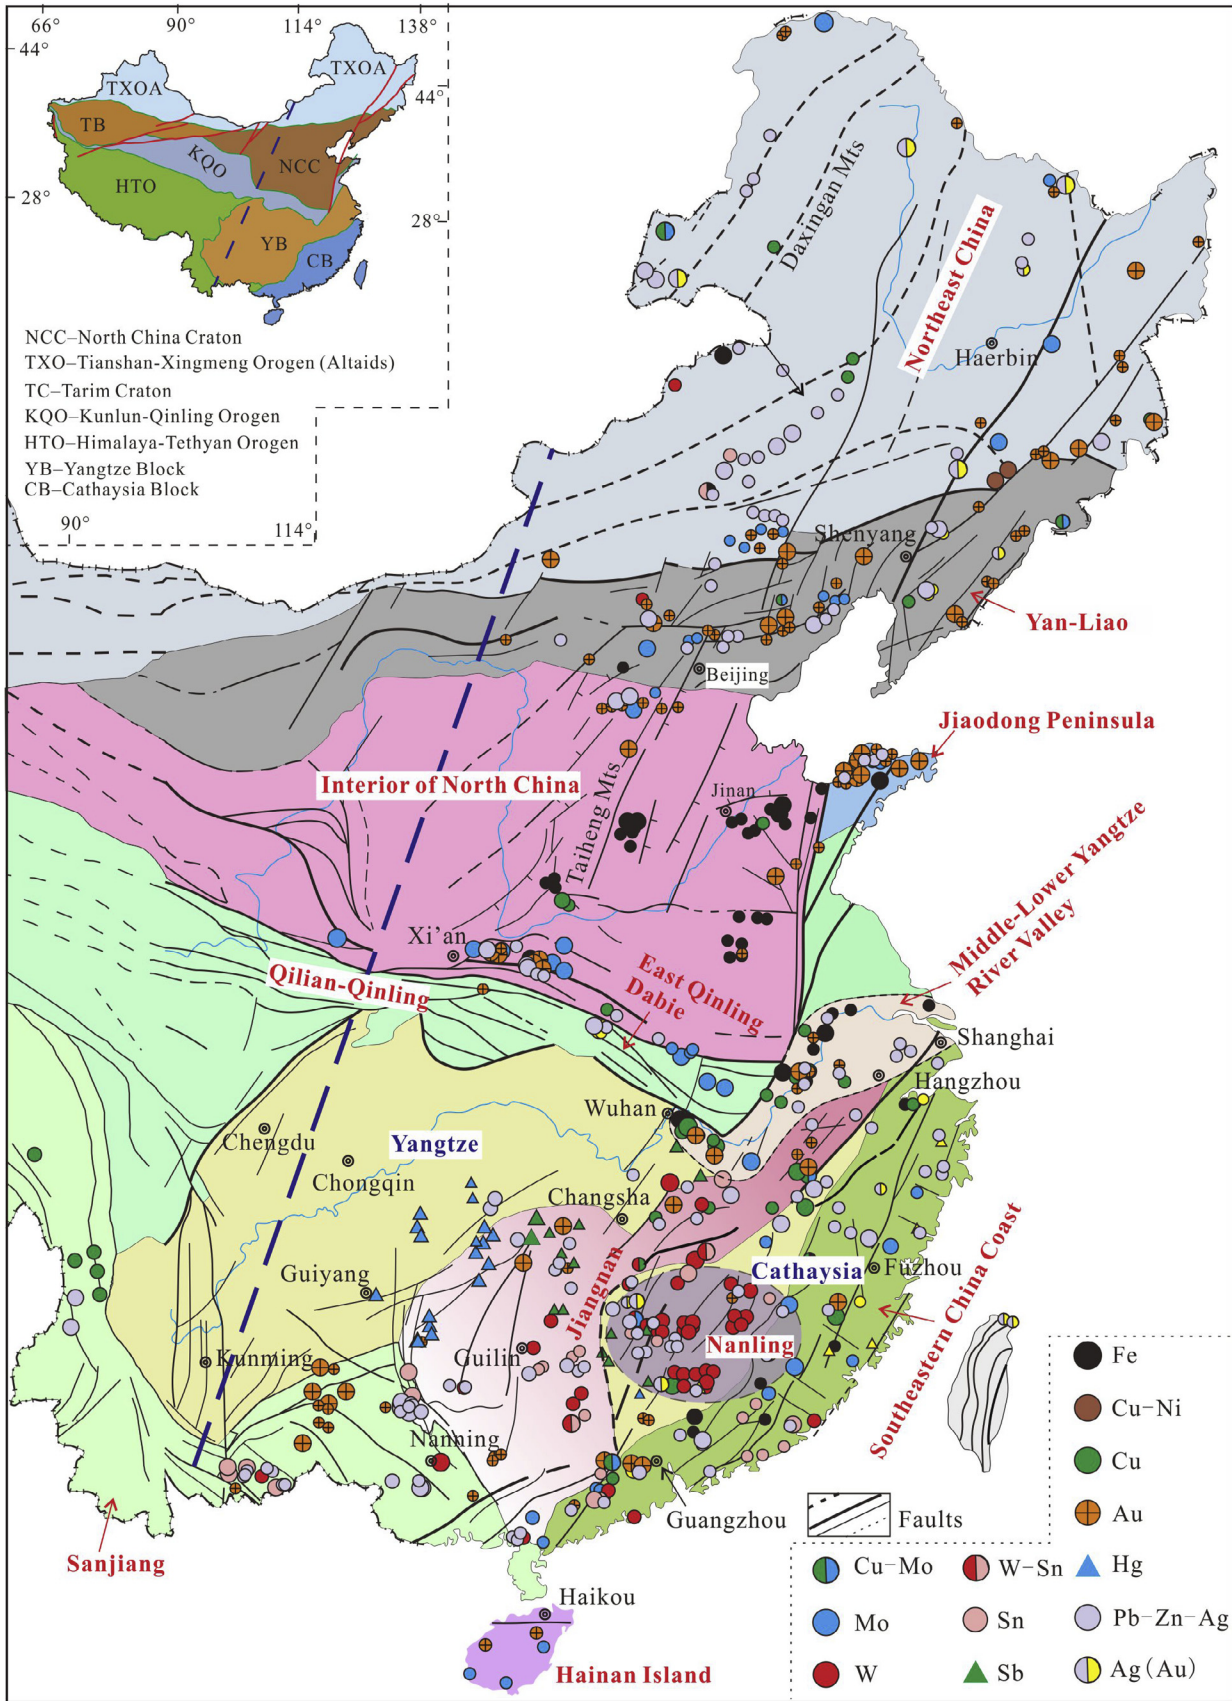 66°
90°
114°
138°
44°
TXOA
TXOA
44°
TB
KQO
NCC
HTO
28°
28°
YB
CB
NCC–North China Craton
TXO–Tianshan-Xingmeng Orogen (Altaids)
TC–Tarim Craton
KQO–Kunlun-Qinling Orogen
HTO–Himalaya-Tethyan Orogen
YB–Yangtze Block
CB–Cathaysia Block
90°
114°
Daxingan Mts
Northeast China
Haerbin
Shenyang
Yan-Liao
Beijing
Jiaodong Peninsula
Interior of North China
Taiheng Mts
Jinan
Middle-Lower Yangtze
River Valley
Xi'an
Qilian-Qinling
East Qinling
Dabie
Shanghai
Hangzhou
Wuhan
Chengdu
Yangtze
Chongqin
Changsha
Guiyang
Jiangnan
Cathaysia
Fuzhou
Southeastern China Coast
Kunming
Guilin
Nanling
Nanning
Guangzhou
Sanjiang
Haikou
Hainan Island
Fe
Cu-Ni
Cu
Au
Faults
Cu-Mo
W-Sn
Hg
Mo
Sn
Pb-Zn-Ag
W
Sb
Ag(Au)